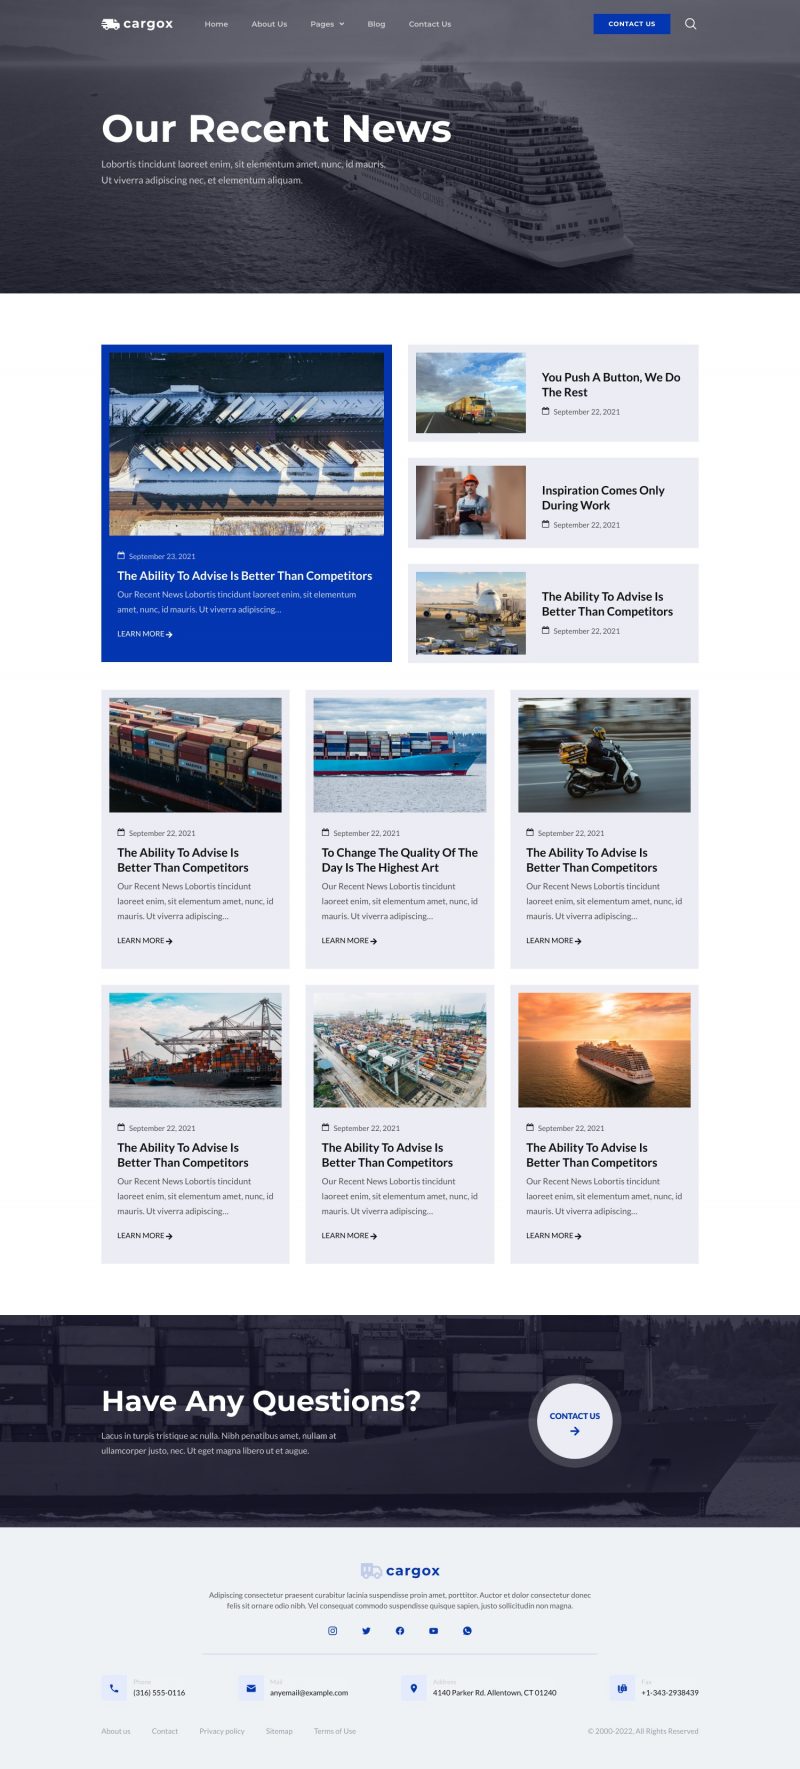 cargox
Home
About Us
Pages
Blog
Contact Us
CONTACT US
Our Recent News
Lobortis tincidunt laoreet enim, sit elementum amet, nunc, id mauris.
Ut viverra adipiscing nec, et elementum aliquam.
PRINCESS CRUISES
September 23, 2021
The Ability To Advise Is Better Than Competitors
Our Recent News Lobortis tincidunt laoreet enim, sit elementum
amet, nunc, id mauris. Ut viverra adipiscing...
LEARN MORE
You Push A Button, We Do
The Rest
September 22, 2021
Inspiration Comes Only
During Work
September 22, 2021
The Ability To Advise Is
Better Than Competitors
September 22, 2021
September 22, 2021
The Ability To Advise Is
Better Than Competitors
Our Recent News Lobortis tincidunt
laoreet enim, sit elementum amet, nunc, id
mauris. Ut viverra adipiscing...
LEARN MORE
September 22, 2021
To Change The Quality Of The
Day Is The Highest Art
Our Recent News Lobortis tincidunt
laoreet enim, sit elementum amet, nunc, id
mauris. Ut viverra adipiscing...
LEARN MORE
September 22, 2021
The Ability To Advise Is
Better Than Competitors
Our Recent News Lobortis tincidunt
laoreet enim, sit elementum amet, nunc, id
mauris. Ut viverra adipiscing...
LEARN MORE
September 22, 2021
The Ability To Advise Is
Better Than Competitors
Our Recent News Lobortis tincidunt
laoreet enim, sit elementum amet, nunc, id
mauris. Ut viverra adipiscing...
LEARN MORE
September 22, 2021
The Ability To Advise Is
Better Than Competitors
Our Recent News Lobortis tincidunt
laoreet enim, sit elementum amet, nunc, id
mauris. Ut viverra adipiscing...
LEARN MORE
September 22, 2021
The Ability To Advise Is
Better Than Competitors
Our Recent News Lobortis tincidunt
laoreet enim, sit elementum amet, nunc, id
mauris. Ut viverra adipiscing...
LEARN MORE
Have Any Questions?
Lacus in turpis tristique ac nulla. Nibh penatibus amet, nullam at
ullamcorper justo, nec. Ut eget magna libero ut et augue.
CONTACT US
cargox
Adipiscing consectetur praesent curabitur lacinia suspendisse proin amet, porttitor. Auctor et dolor consectetur donec
felis sit ornare odio nibh. Vel consequat commodo suspendisse quisque sapien, justo sollicitudin non magna.
Phone
(316) 555-0116
Mail
anyemail@example.com
Address
4140 Parker Rd. Allentown, CT 01240
Fax
+1-343-2938439
About us
Contact
Privacy policy
Sitemap
Terms of Use
© 2000-2022, All Rights Reserved